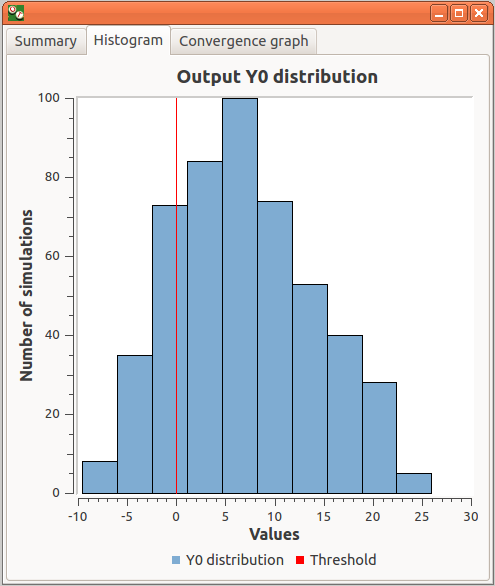 Summary Histogram Convergence graph
Output Y0 distribution
100
80
60
40
20
0
Number of simulations
-10 -5 0 5 10 15 20 25 30
Values
Y0 distribution Threshold